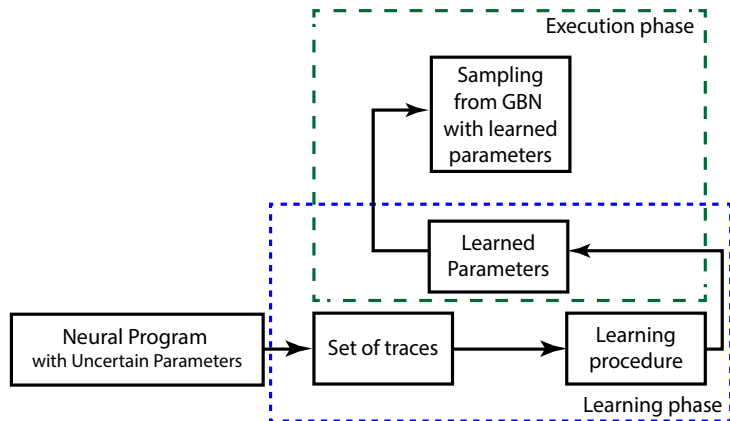 Execution phase
Sampling
from GBN
with learned
parameters
Learned
Parameters
Neural Program
with Uncertain Parameters
Set of traces
Learning
procedure
Learning phase